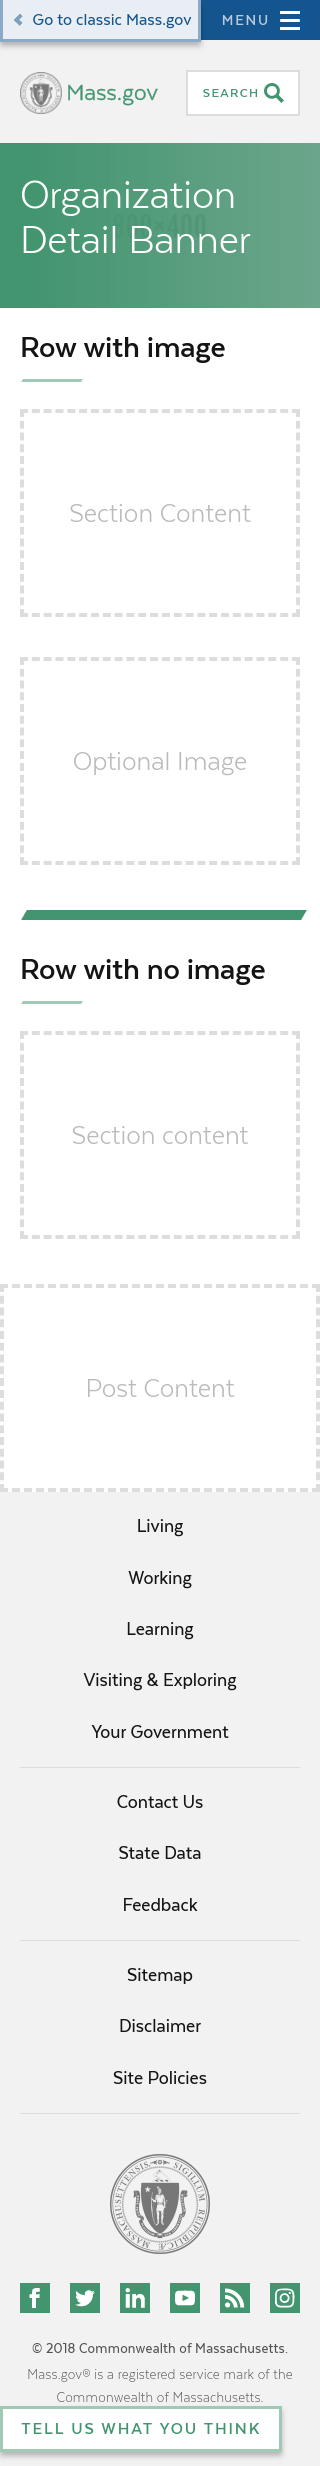 Go to classic Mass.gov
MENU
Mass.gov
SEARCH
Organization
Detail Banner
800×400
Row with image
Section Content
Optional Image
Row with no image
Section content
Post Content
Living
Working
Learning
Visiting & Exploring
Your Government
Contact Us
State Data
Feedback
Sitemap
Disclaimer
Site Policies
© 2018 Commonwealth of Massachusetts.
Mass.gov® is a registered service mark of the
Commonwealth of Massachusetts.
TELL US WHAT YOU THINK